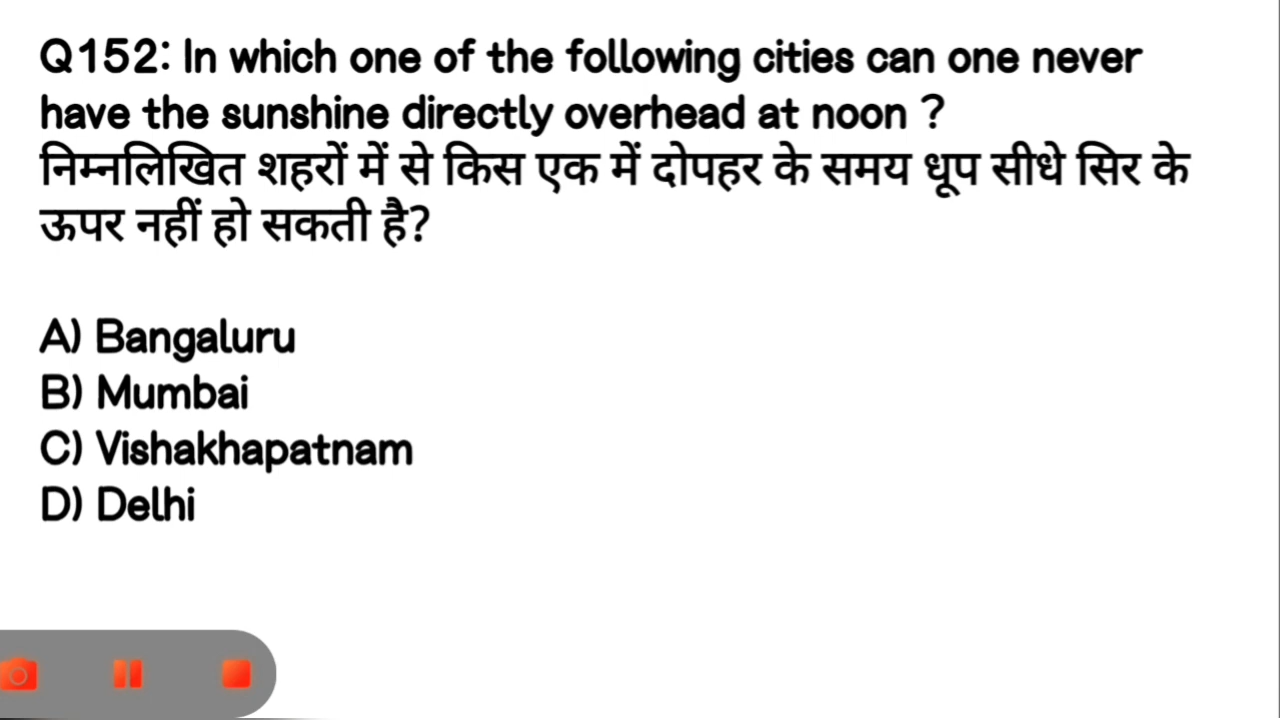 Q152: In which one of the following cities can one never
have the sunshine directly overhead at noon ?
निम्नलिखित शहरों में से किस एक में दोपहर के समय धूप सीधे सिर के
ऊपर नहीं हो सकती है?
A) Bangaluru
B) Mumbai
C) Vishakhapatnam
D) Delhi